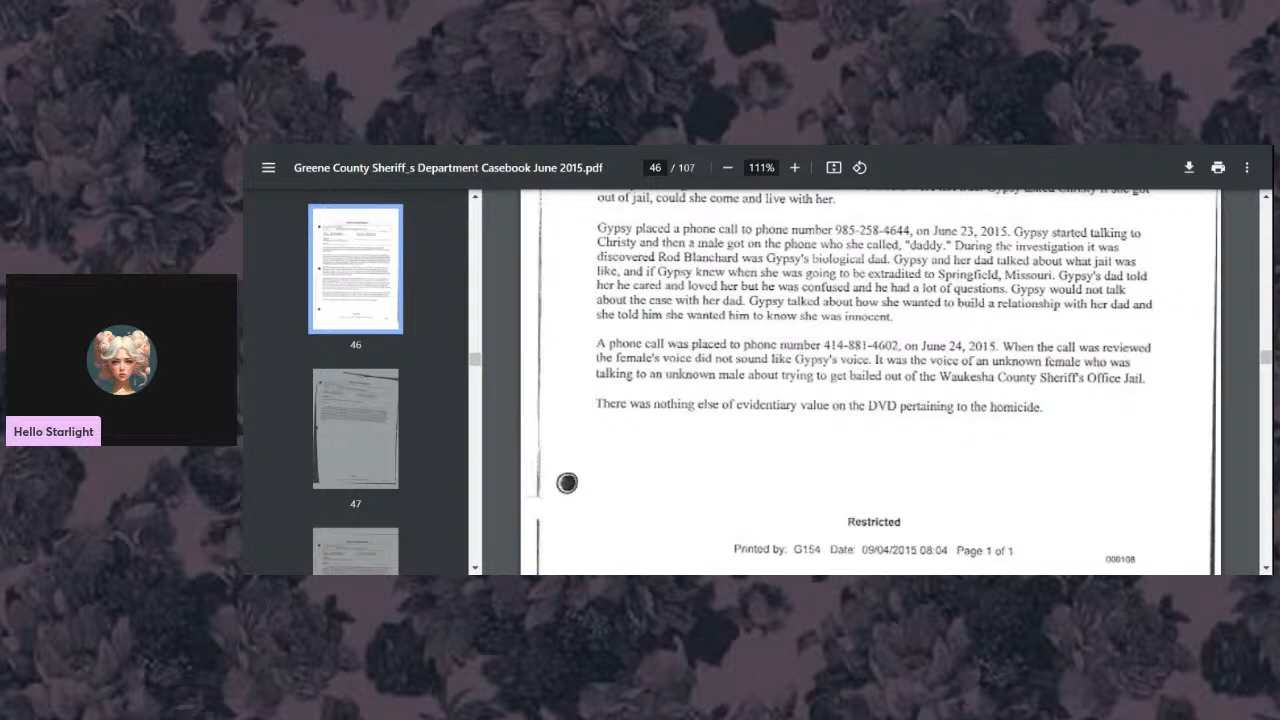 Greene County Sheriff_s Department Casebook June 2015.pdf
46 / 107
111%
out of jail, could she come and live with her.
Gypsy placed a phone call to phone number 985-258-4644, on June 23, 2015. Gypsy started talking to
Christy and then a male got on the phone who she called, "daddy." During the investigation it was
discovered Rod Blanchard was Gypsy's biological dad. Gypsy and her dad talked about what jail was
like, and if Gypsy knew when she was going to be extradited to Springfield, Missouri. Gypsy's dad told
her he cared and loved her but he was confused and he had a lot of questions. Gypsy would not talk
about the case with her dad. Gypsy talked about how she wanted to build a relationship with her dad and
she told him she wanted him to know she was innocent.
A phone call was placed to phone number 414-881-4602, on June 24, 2015. When the call was reviewed
the female's voice did not sound like Gypsy's voice. It was the voice of an unknown female who was
talking to an unknown male about trying to get bailed out of the Waukesha County Sheriff's Office Jail.
There was nothing else of evidentiary value on the DVD pertaining to the homicide.
Restricted
Printed by: G154 Date: 09/04/2015 08:04 Page 1 of 1
000108
46
47
Hello Starlight